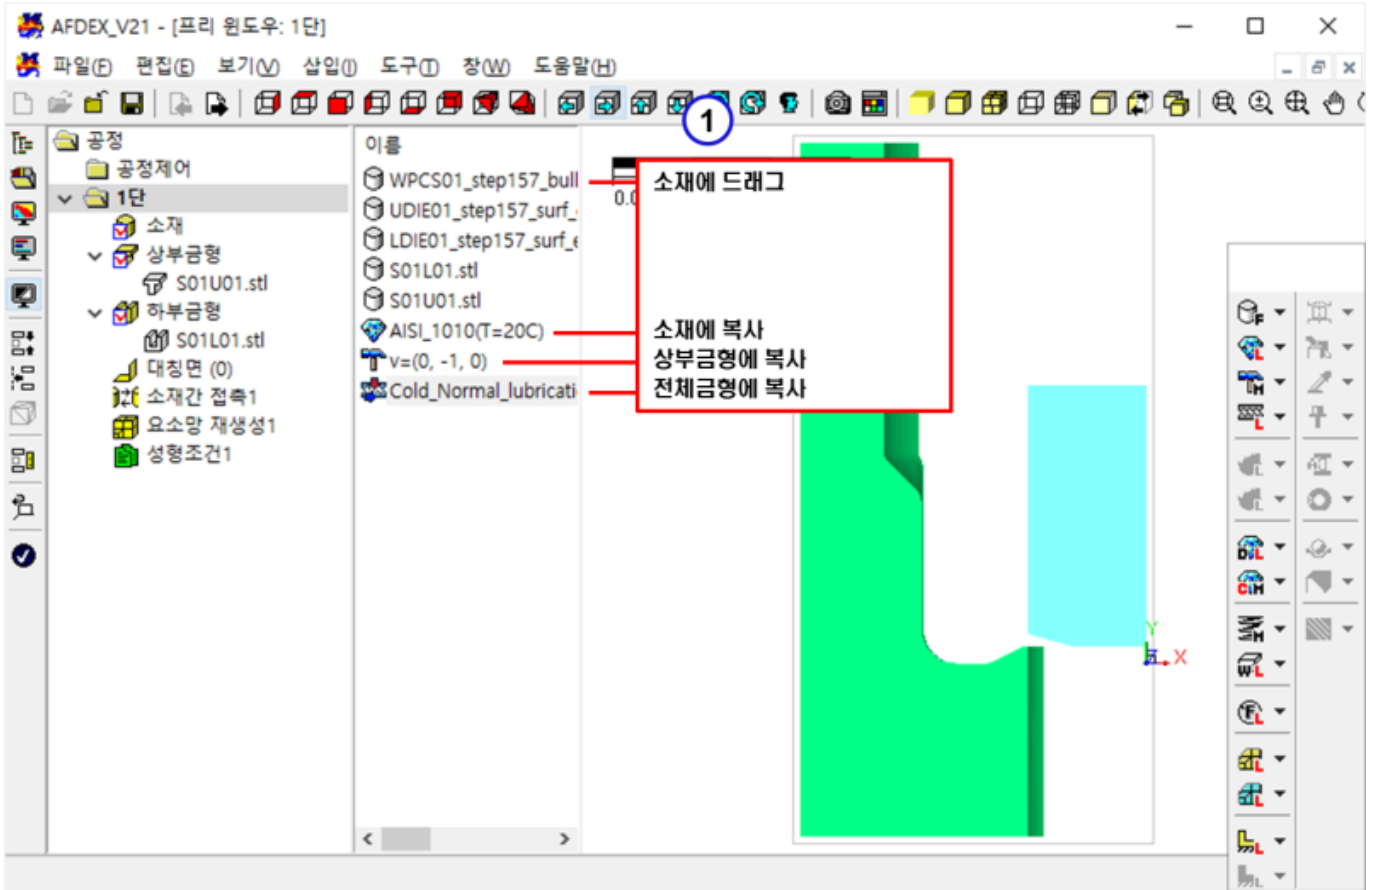 AFDEX_V21 - [프리 윈도우: 1단]
파일(F) 편집(E) 보기(V) 삽입(I) 도구(T) 창(W) 도움말(H)
1
공정
공정제어
1단
소재
상부금형
S01U01.stl
하부금형
S01L01.stl
대칭면 (0)
소재간 접촉1
요소망 재생성1
성형조건1
이름
WPCS01_step157_bull
UDIE01_step157_surf_
LDIE01_step157_surf_e
S01L01.stl
S01U01.stl
AISI_1010(T=20C)
v=(0, -1, 0)
Cold_Normal_lubricati
0.0
소재에 드래그
소재에 복사
상부금형에 복사
전체금형에 복사
Y
X